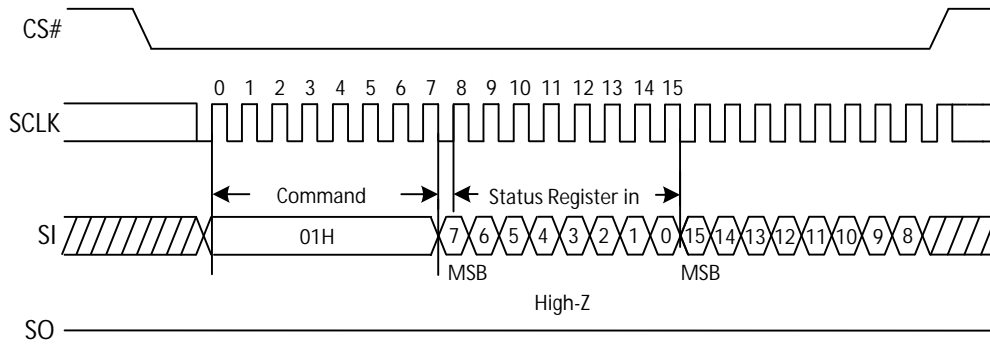 CS#
0 1 2 3 4 5 6 7 8 9 10 11 12 13 14 15
SCLK
Command Status Register in
SI 01H 7 6 5 4 3 2 1 0 15 14 13 12 11 10 9 8
MSB MSB
High-Z
SO